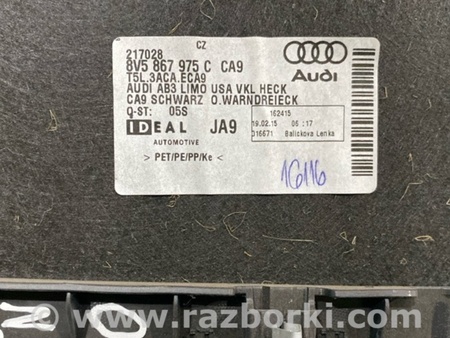 217028 CZ
8V5 867 975 C CA9
T5L.3ACA.ECA9
AUDI AB3 LIMO USA VKL HECK
CA9 SCHWARZ O.WARNDREIECK
Q-ST: 05S
Audi
IDEAL JA9
AUTOMOTIVE
> PET/PE/PP/Ke <
162415
19.02.15 06:17
316671 Balickova Lenka
16116
www.razborki.com